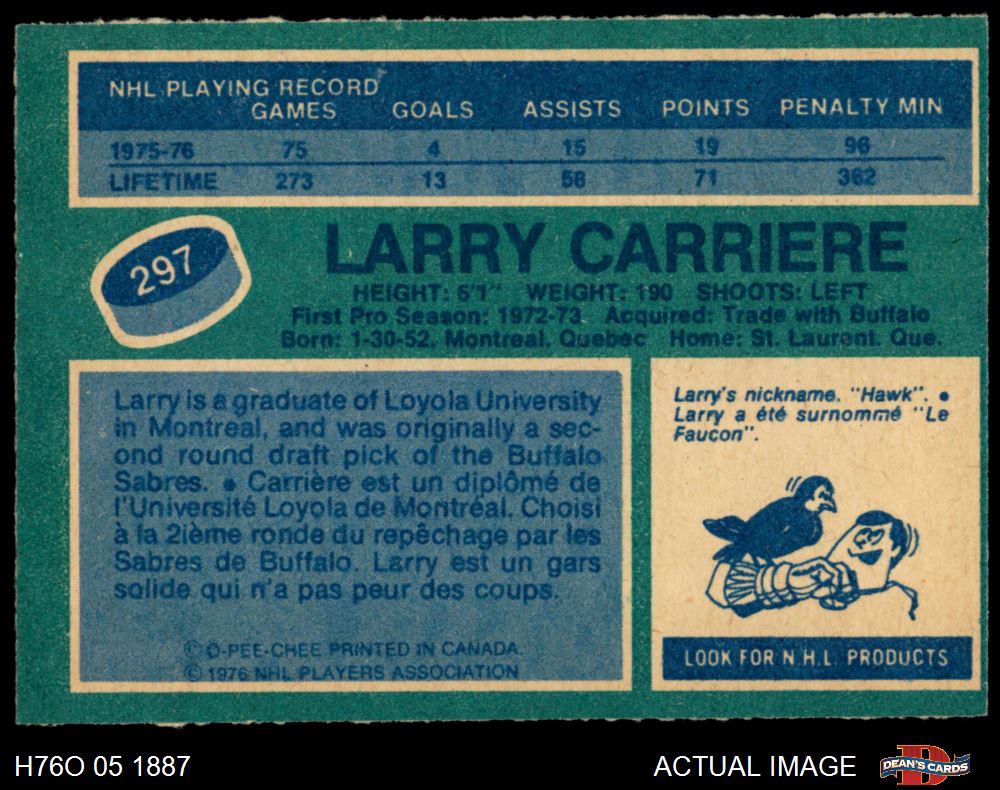 NHL PLAYING RECORD
GAMES GOALS ASSISTS POINTS PENALTY MIN
1975-76 75 4 15 19 96
LIFETIME 273 13 58 71 362
297
LARRY CARRIERE
HEIGHT: 6'1" WEIGHT: 190 SHOOTS: LEFT
First Pro Season: 1972-73 Acquired: Trade with Buffalo
Born: 1-30-52, Montreal, Quebec Home: St. Laurent, Que.
Larry is a graduate of Loyola University
in Montreal, and was originally a sec-
ond round draft pick of the Buffalo
Sabres. • Carrière est un diplômé de
l'Université Loyola de Montréal. Choisi
à la 2ième ronde du repêchage par les
Sabres de Buffalo. Larry est un gars
solide qui n'a pas peur des coups.
© O-PEE-CHEE PRINTED IN CANADA.
© 1976 NHL PLAYERS ASSOCIATION
Larry's nickname. "Hawk". •
Larry a été surnommé "Le
Faucon".
LOOK FOR N.H.L. PRODUCTS
H76O 05 1887
ACTUAL IMAGE
DEAN'S CARDS